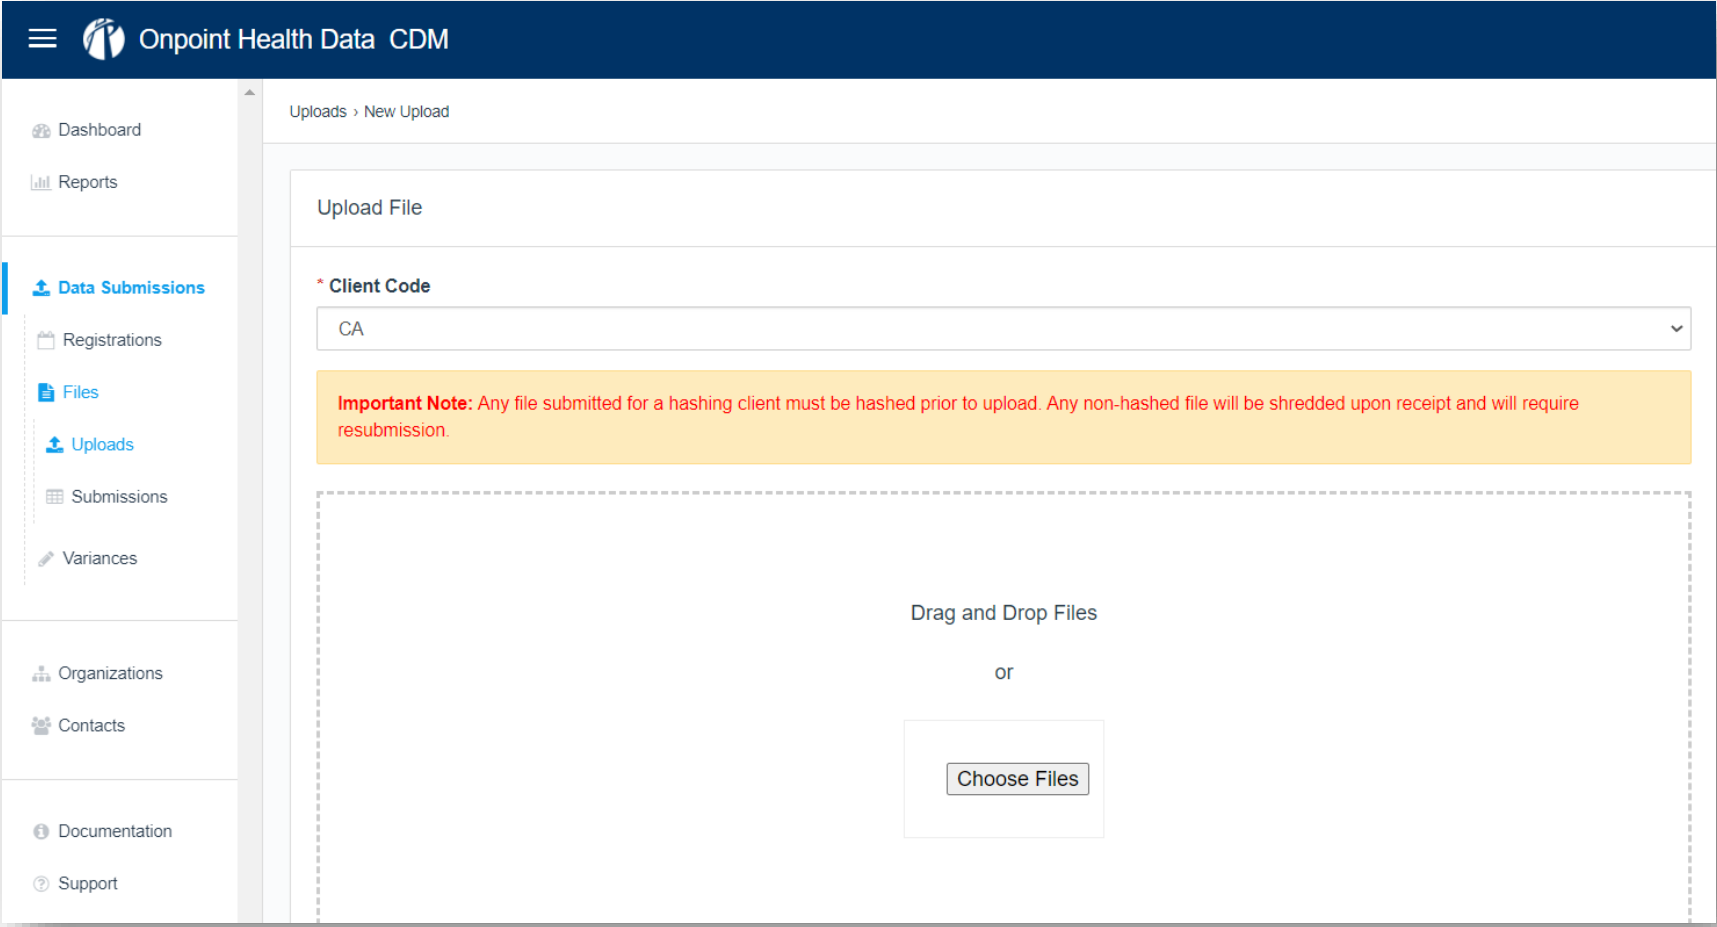 Onpoint Health Data CDM
Dashboard
Reports
Data Submissions
Registrations
Files
Uploads
Submissions
Variances
Organizations
Contacts
Documentation
Support
Uploads › New Upload
Upload File
* Client Code
CA
Important Note: Any file submitted for a hashing client must be hashed prior to upload. Any non-hashed file will be shredded upon receipt and will require
resubmission.
Drag and Drop Files
or
Choose Files